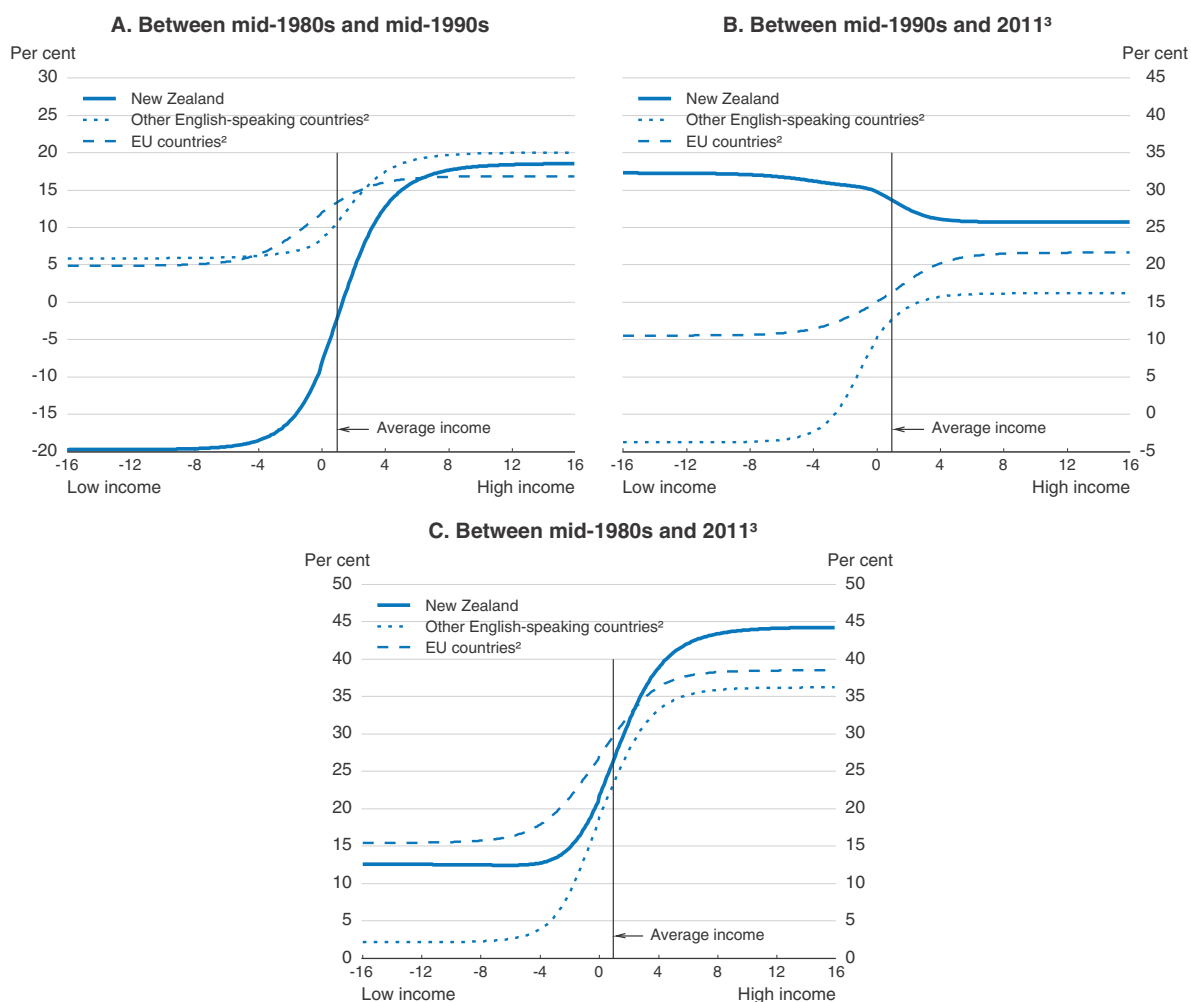 A. Between mid-1980s and mid-1990s
Per cent
30
25
20
15
10
5
0
-5
-10
-15
-20
New Zealand
Other English-speaking countries²
EU countries²
Average income
-16 -12 -8 -4 0 4 8 12 16
Low income High income
B. Between mid-1990s and 2011³
Per cent
45
40
35
30
25
20
15
10
5
0
-5
New Zealand
Other English-speaking countries²
EU countries²
Average income
-16 -12 -8 -4 0 4 8 12 16
Low income High income
C. Between mid-1980s and 2011³
Per cent Per cent
50 50
45 45
40 40
35 35
30 30
25 25
20 20
15 15
10 10
5 5
0 0
New Zealand
Other English-speaking countries²
EU countries²
Average income
-16 -12 -8 -4 0 4 8 12 16
Low income High income